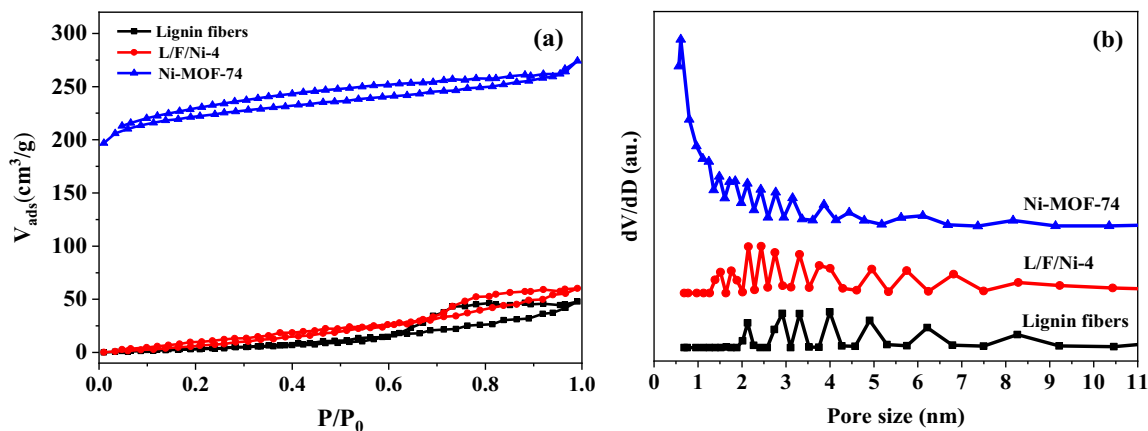 (a)
Lignin fibers
L/F/Ni-4
Ni-MOF-74
300
250
200
150
100
50
0
V_ads(cm³/g)
0.0 0.2 0.4 0.6 0.8 1.0
P/P₀
(b)
dV/dD (au.)
Ni-MOF-74
L/F/Ni-4
Lignin fibers
0 1 2 3 4 5 6 7 8 9 10 11
Pore size (nm)